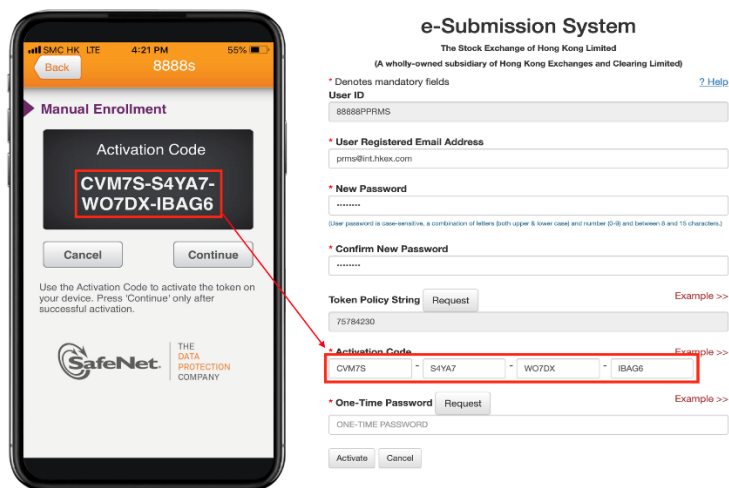 SMC HK LTE 4:21 PM 55%
Back 8888s
Manual Enrollment
Activation Code
CVM7S-S4YA7-
WO7DX-IBAG6
Cancel Continue
Use the Activation Code to activate the token on
your device. Press 'Continue' only after
successful activation.
SafeNet.
THE
DATA
PROTECTION
COMPANY
e-Submission System
The Stock Exchange of Hong Kong Limited
(A wholly-owned subsidiary of Hong Kong Exchanges and Clearing Limited)
* Denotes mandatory fields ? Help
User ID
88888PPRMS
* User Registered Email Address
prms@int.hkex.com
* New Password
········
(User password is case-sensitive, a combination of letters (both upper & lower case) and number (0-9) and between 8 and 15 characters.)
* Confirm New Password
········
Token Policy String Request Example >>
75784230
* Activation Code Example >>
CVM7S - S4YA7 - WO7DX - IBAG6
* One-Time Password Request Example >>
ONE-TIME PASSWORD
Activate Cancel